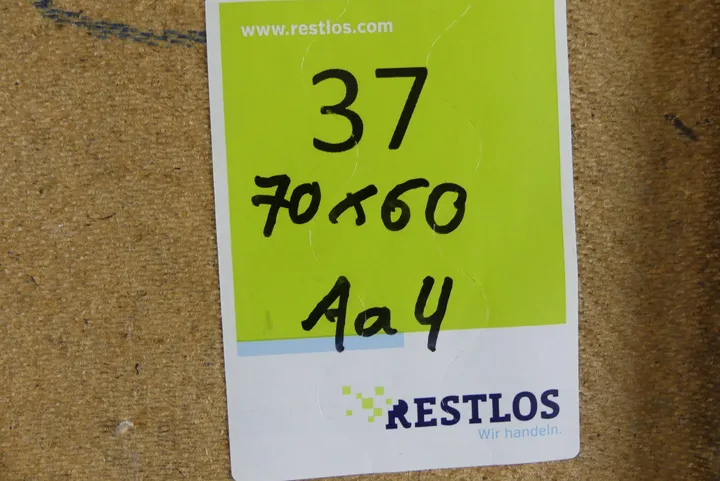 www.restlos.com
37
70x60
Aa4
RESTLOS
Wir handeln.